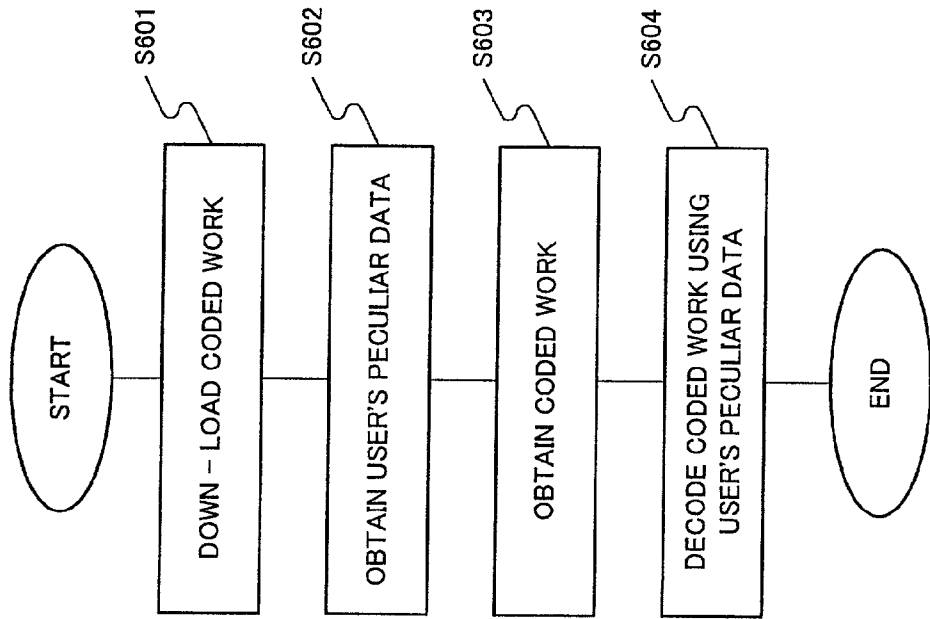 START
DOWN - LOAD CODED WORK
S601
OBTAIN USER'S PECULIAR DATA
S602
OBTAIN CODED WORK
S603
DECODE CODED WORK USING
USER'S PECULIAR DATA
S604
END